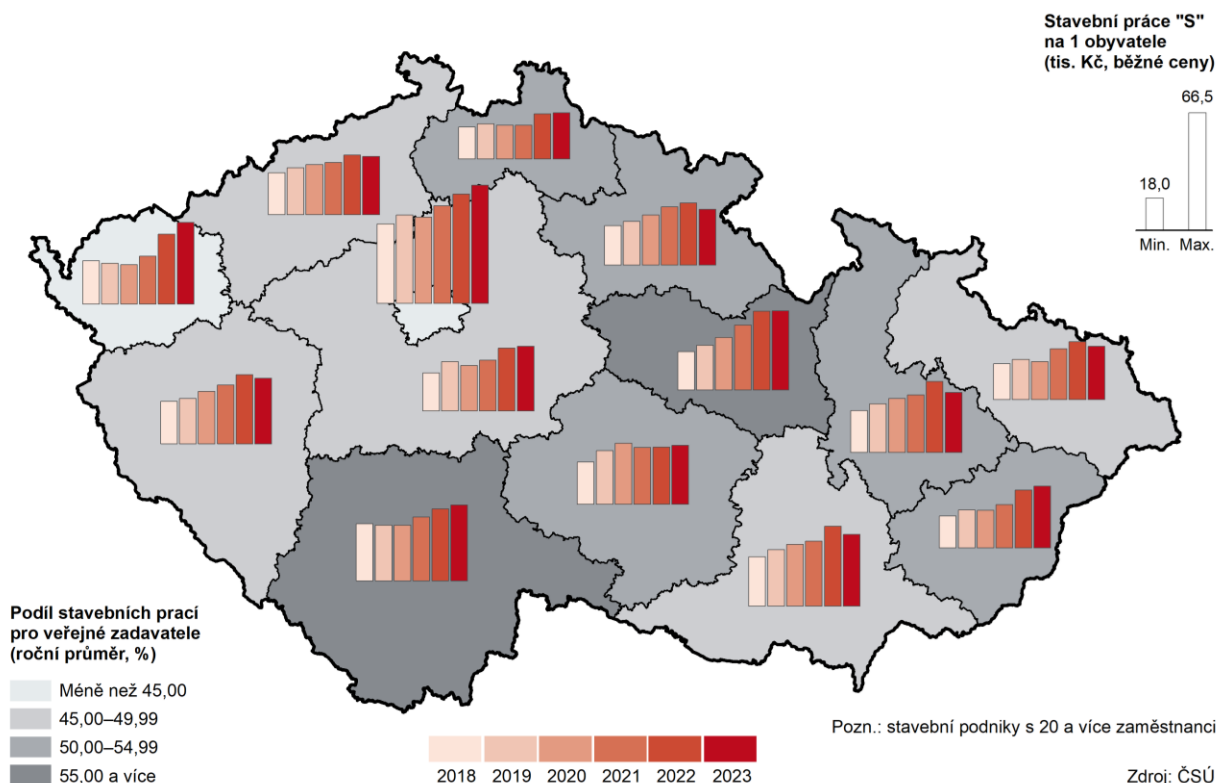 Stavební práce "S"
na 1 obyvatele
(tis. Kč, běžné ceny)
66,5
18,0
Min. Max.
Podíl stavebních prací
pro veřejné zadavatele
(roční průměr, %)
Méně než 45,00
45,00–49,99
50,00–54,99
55,00 a více
2018 2019 2020 2021 2022 2023
Pozn.: stavební podniky s 20 a více zaměstnanci
Zdroj: ČSÚ